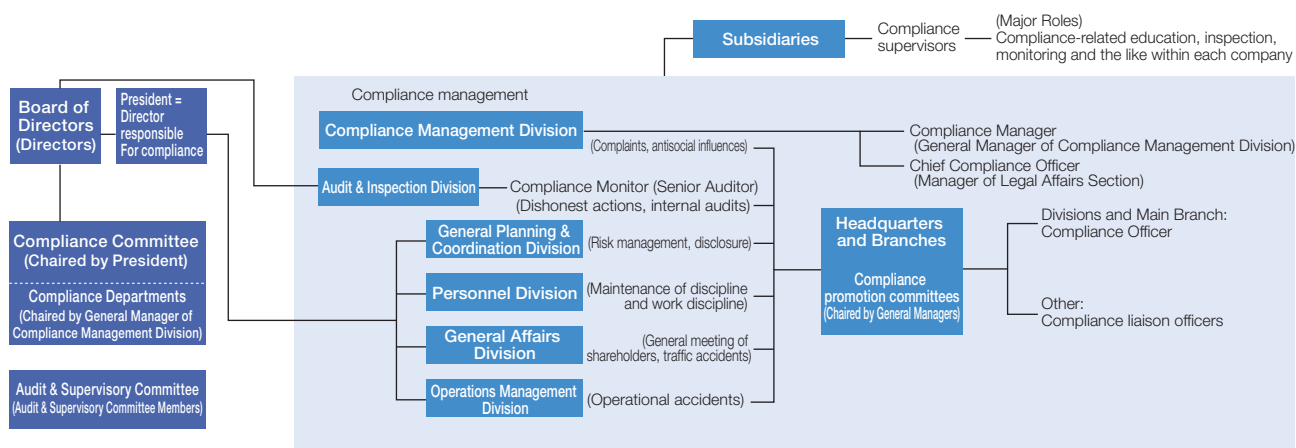 Subsidiaries
Compliance
supervisors
(Major Roles)
Compliance-related education, inspection,
monitoring and the like within each company
Board of
Directors
(Directors)
President =
Director
responsible
For compliance
Compliance management
Compliance Management Division
(Complaints, antisocial influences)
Compliance Manager
(General Manager of Compliance Management Division)
Chief Compliance Officer
(Manager of Legal Affairs Section)
Audit & Inspection Division
Compliance Monitor (Senior Auditor)
(Dishonest actions, internal audits)
Compliance Committee
(Chaired by President)
Compliance Departments
(Chaired by General Manager of
Compliance Management Division)
Audit & Supervisory Committee
(Audit & Supervisory Committee Members)
General Planning &
Coordination Division
(Risk management, disclosure)
Personnel Division
(Maintenance of discipline
and work discipline)
General Affairs
Division
(General meeting of
shareholders, traffic accidents)
Operations Management
Division
(Operational accidents)
Headquarters
and Branches
Compliance
promotion committees
(Chaired by General Managers)
Divisions and Main Branch:
Compliance Officer
Other:
Compliance liaison officers